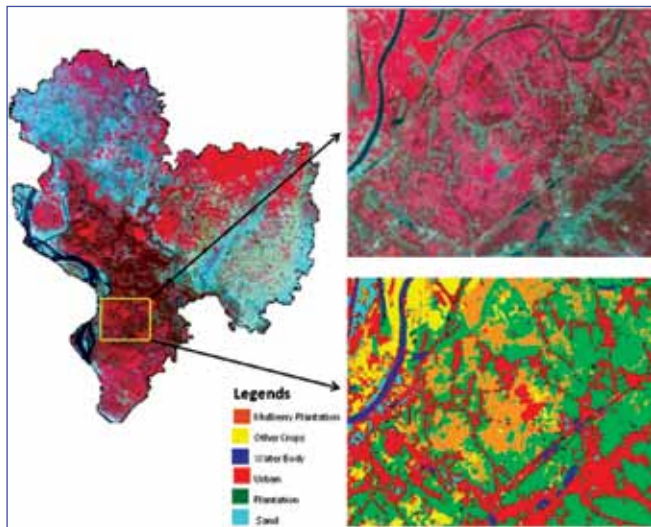 Legends
Mulberry Plantation
Other Crops
Water Body
Urban
Plantation
Sand